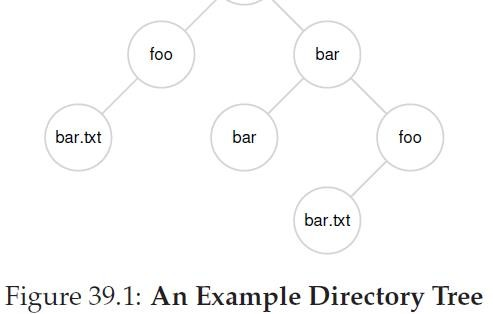 foo bar
bar.txt bar foo
bar.txt
Figure 39.1: An Example Directory Tree